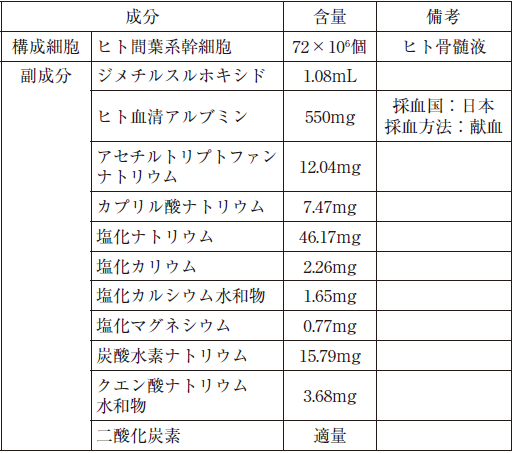 成分 含量 備考
構成細胞 ヒト間葉系幹細胞 72×10⁶個 ヒト骨髄液
副成分 ジメチルスルホキシド 1.08mL
ヒト血清アルブミン 550mg 採血国：日本
採血方法：献血
アセチルトリプトファン
ナトリウム 12.04mg
カプリル酸ナトリウム 7.47mg
塩化ナトリウム 46.17mg
塩化カリウム 2.26mg
塩化カルシウム水和物 1.65mg
塩化マグネシウム 0.77mg
炭酸水素ナトリウム 15.79mg
クエン酸ナトリウム
水和物 3.68mg
二酸化炭素 適量